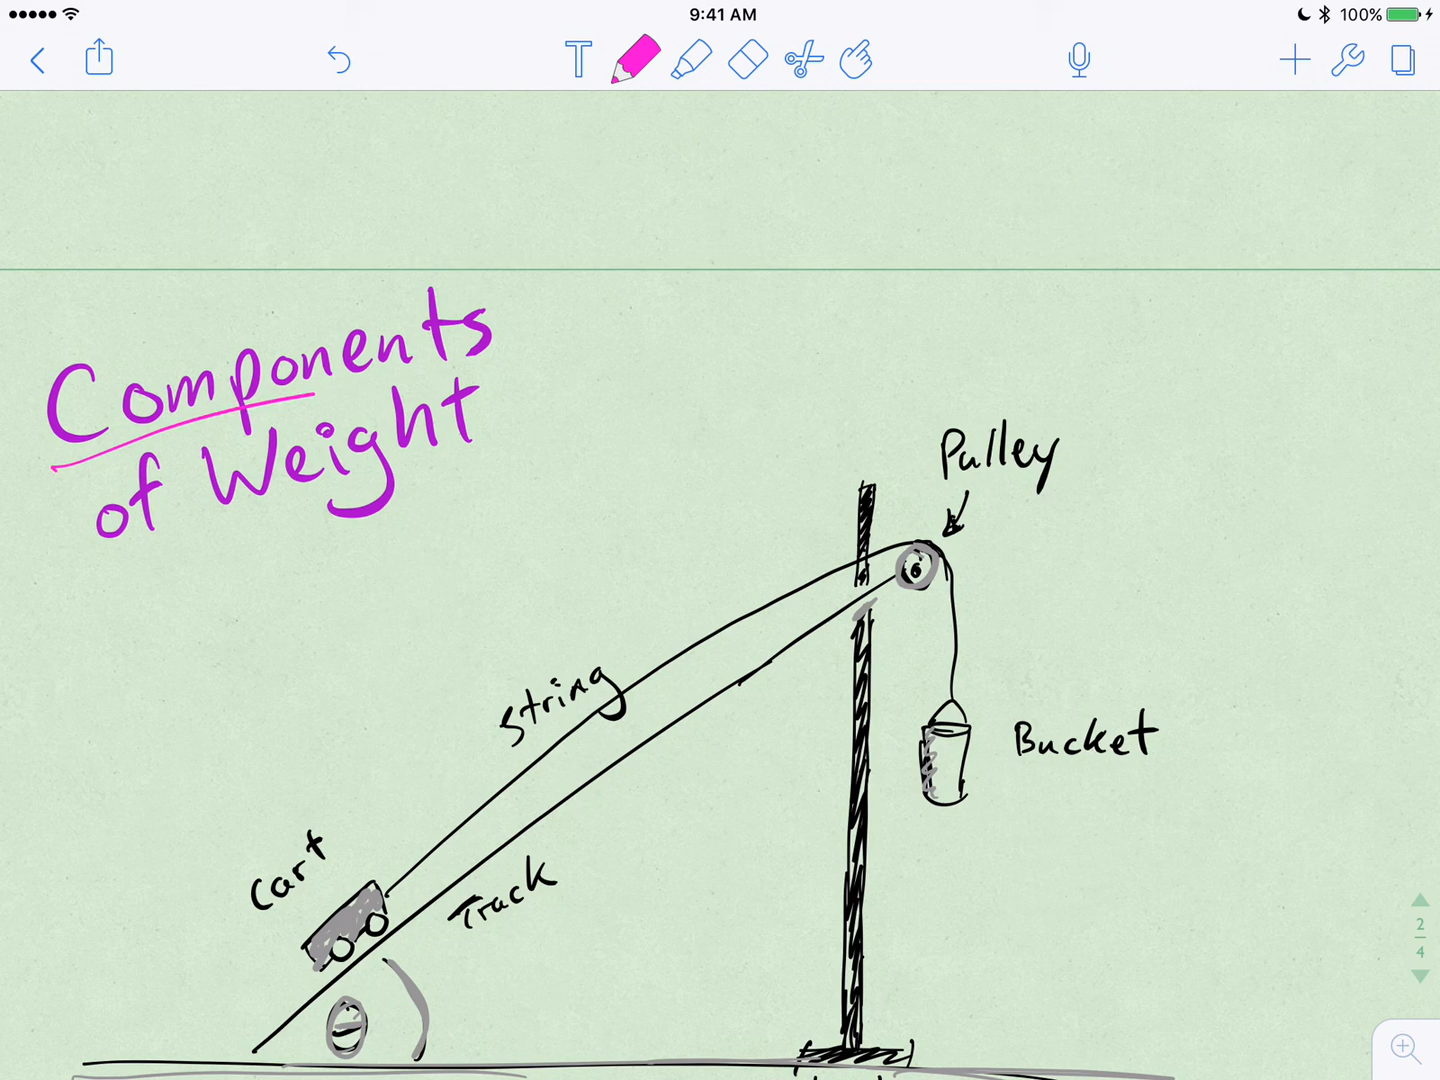 9:41 AM
100%
T
Components
of Weight
Pulley
String
Bucket
Cart
Track
θ
2
4